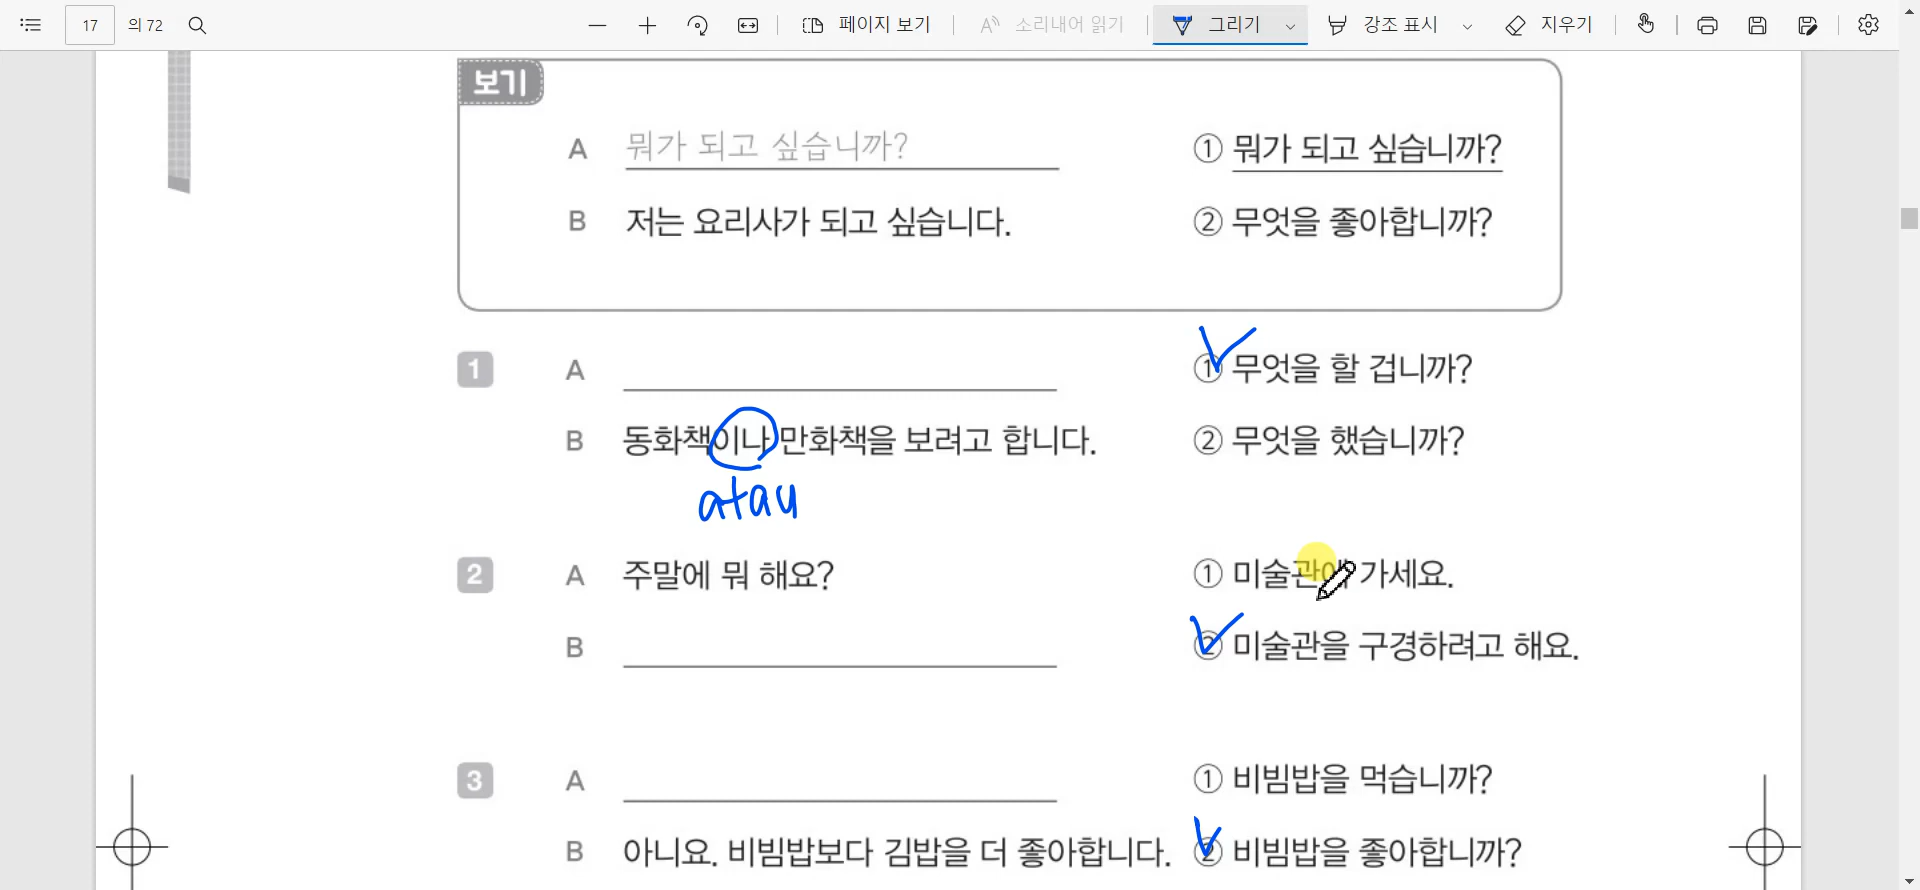 17 의 72 페이지 보기 소리내어 읽기 그리기 강조 표시 지우기
보기
A 뭐가 되고 싶습니까? ① 뭐가 되고 싶습니까?
B 저는 요리사가 되고 싶습니다. ② 무엇을 좋아합니까?
1 A ① 무엇을 할 겁니까?
B 동화책이나 만화책을 보려고 합니다. ② 무엇을 했습니까?
atau
2 A 주말에 뭐 해요? ① 미술관에 가세요.
B ② 미술관을 구경하려고 해요.
3 A ① 비빔밥을 먹습니까?
B 아니요. 비빔밥보다 김밥을 더 좋아합니다. ② 비빔밥을 좋아합니까?